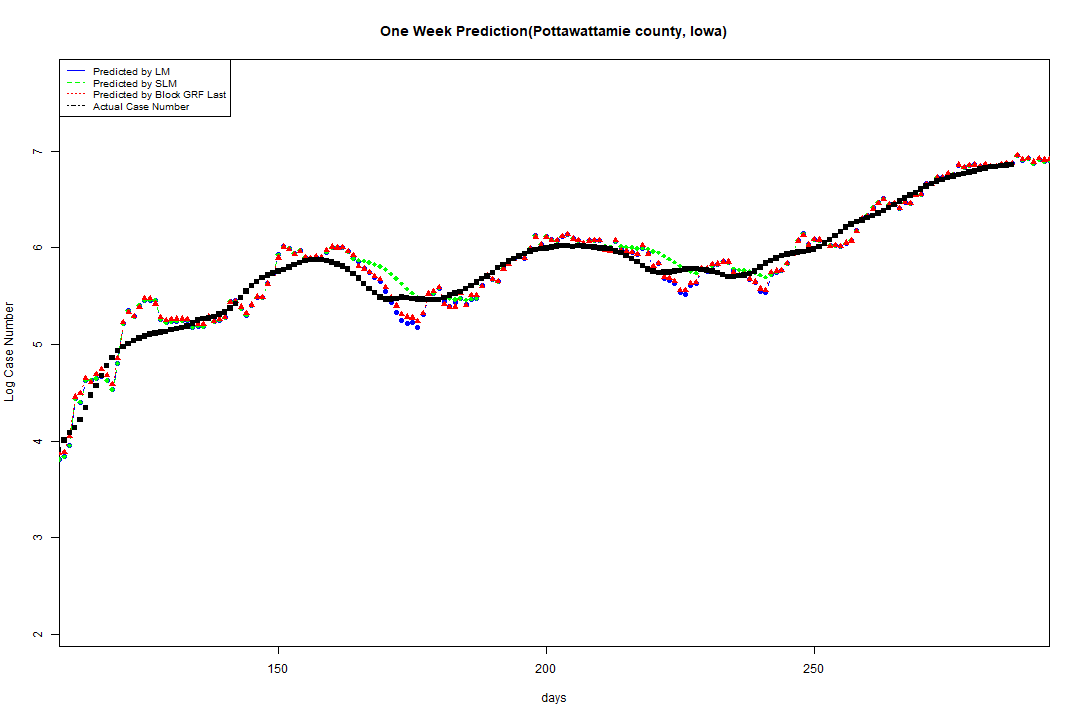 One Week Prediction(Pottawattamie county, Iowa)
Predicted by LM
Predicted by SLM
Predicted by Block GRF Last
Actual Case Number
7
6
5
4
3
2
Log Case Number
150
200
250
days